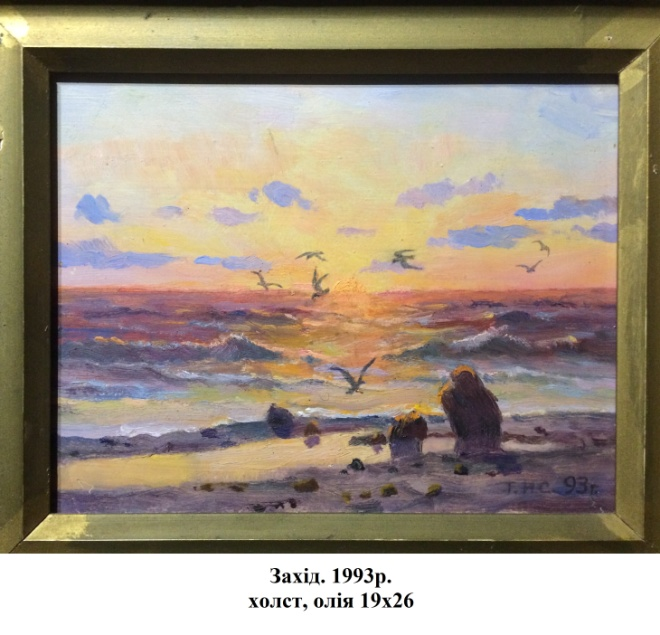 Т. Н С 93г.
Захід. 1993р.
холст, олія 19х26